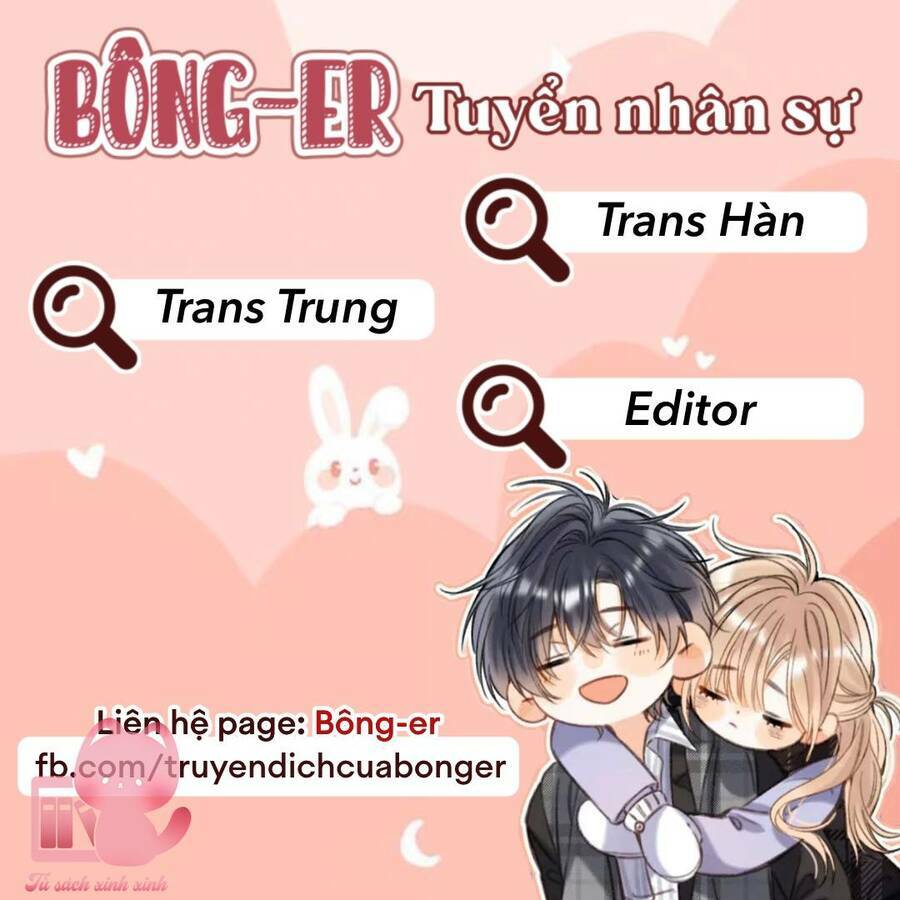 BÔNG-ER Tuyển nhân sự
Trans Hàn
Trans Trung
Editor
Liên hệ page: Bông-er
fb.com/truyendichcuabonger
Tủ sách xinh xinh